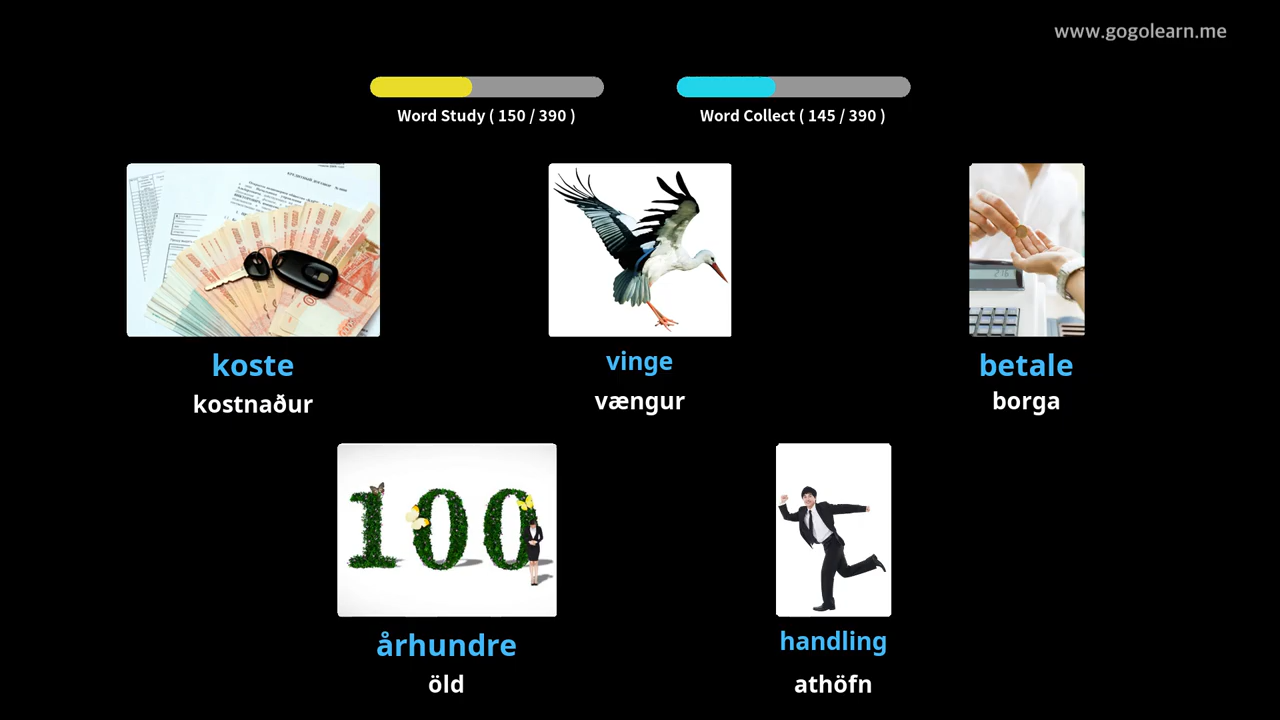 www.gogolearn.me
Word Study ( 150 / 390 )
Word Collect ( 145 / 390 )
koste
kostnaður
vinge
vængur
betale
borga
100
århundre
öld
handling
athöfn